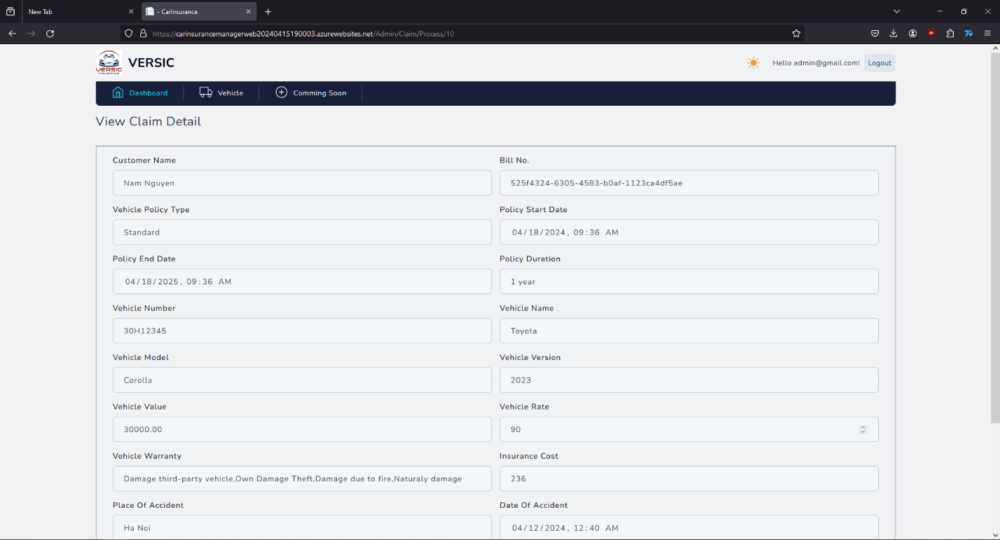 New Tab
- CarInsurance
https://carinsurancemanagerweb20240415190003.azurewebsites.net/Admin/Claim/Process/10
VERSIC
INSURANCE
VERSIC
Hello admin@gmail.com!
Logout
Dashboard
Vehicle
Comming Soon
View Claim Detail
Customer Name
Bill No.
Nam Nguyen
525f4324-6305-4583-b0af-1123ca4df5ae
Vehicle Policy Type
Policy Start Date
Standard
04/18/2024, 09:36 AM
Policy End Date
Policy Duration
04/18/2025, 09:36 AM
1 year
Vehicle Number
Vehicle Name
30H12345
Toyota
Vehicle Model
Vehicle Version
Corolla
2023
Vehicle Value
Vehicle Rate
30000.00
90
Vehicle Warranty
Insurance Cost
Damage third-party vehicle,Own Damage Theft,Damage due to fire,Naturaly damage
236
Place Of Accident
Date Of Accident
Ha Noi
04/12/2024, 12:40 AM